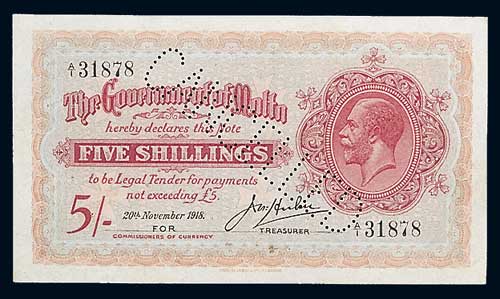 A/1 31878
The Government of Malta
hereby declares this Note
FIVE SHILLINGS
to be Legal Tender for payments
not exceeding £5.
5/-
20th November 1918.
FOR
COMMISSIONERS OF CURRENCY
TREASURER
A/1 31878